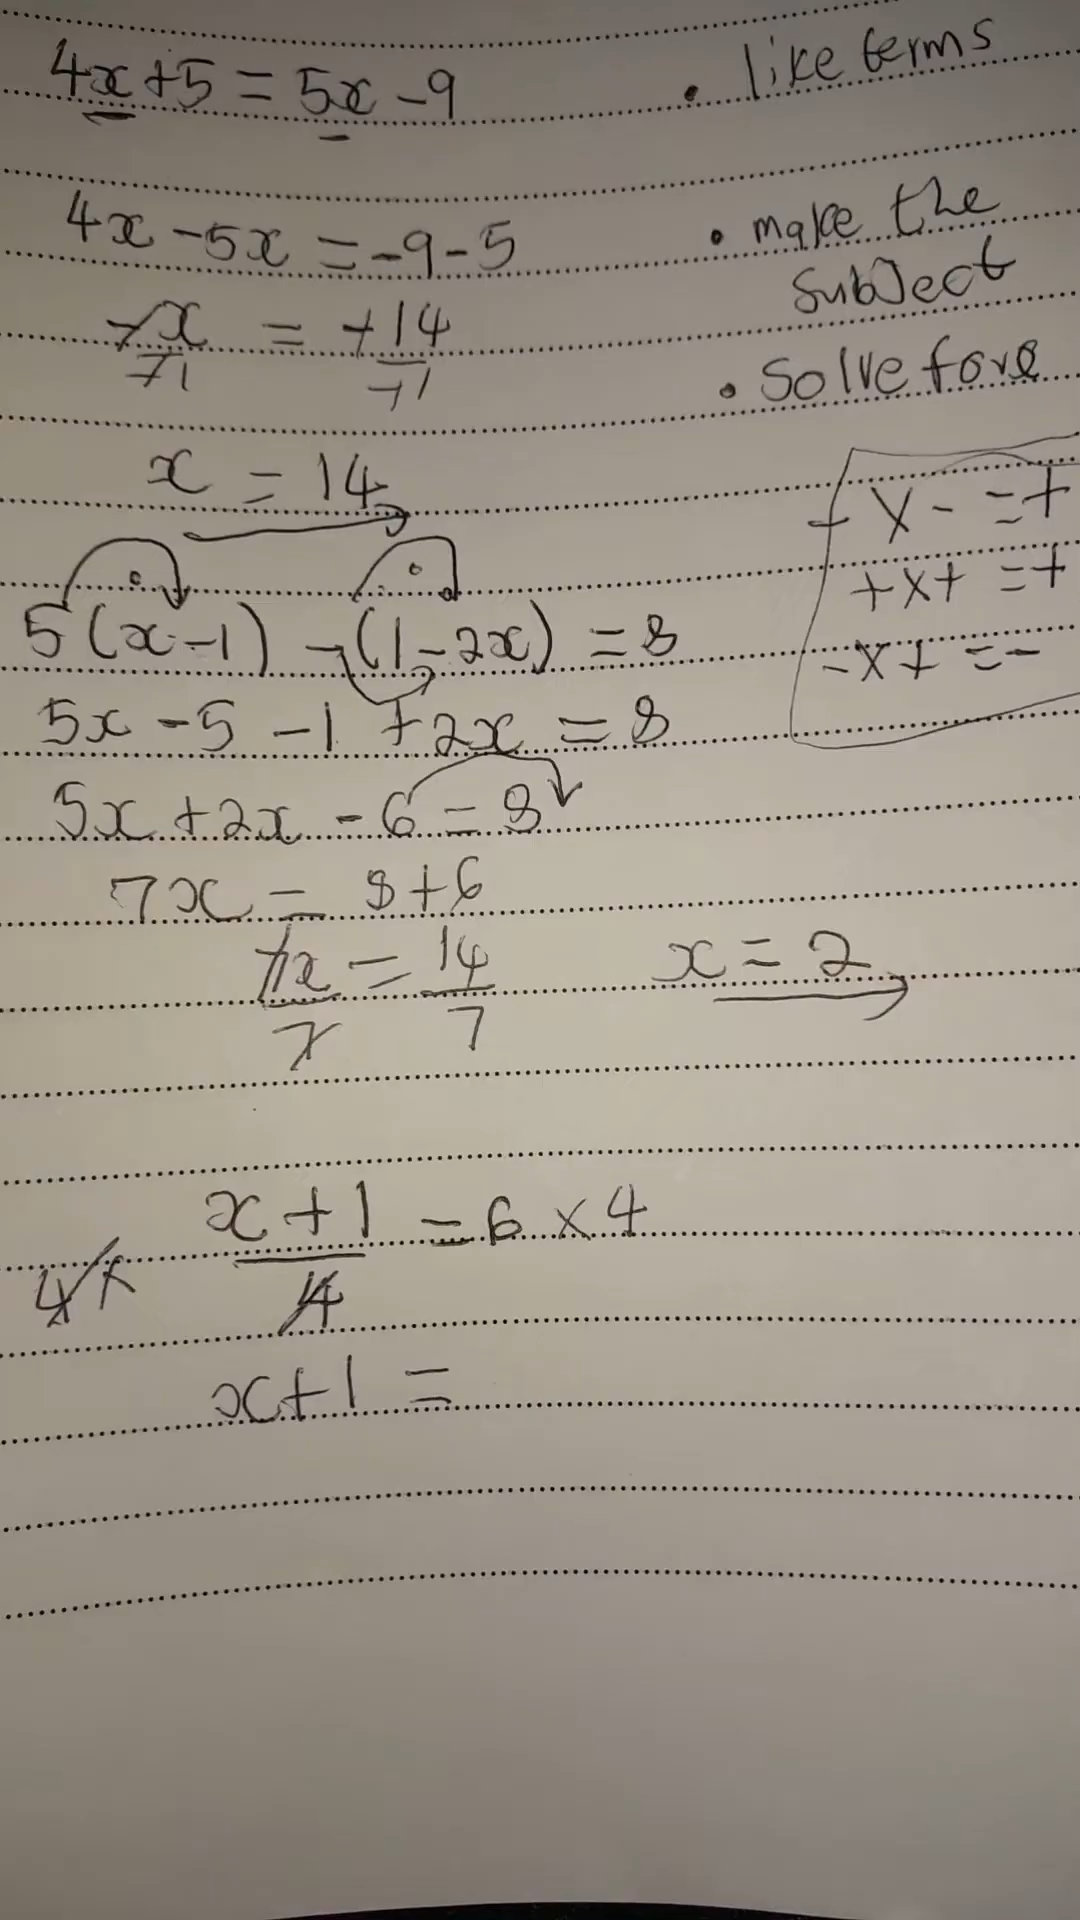 4x + 5 = 5x - 9
• like terms
4x - 5x = -9 - 5
• make the
subject
-x = -14
-1 -1
• Solve for x
x = 14
- x - = +
+ x + = +
- x + = -
5(x - 1) - (1 - 2x) = 8
5x - 5 - 1 + 2x = 8
5x + 2x - 6 = 8
7x = 8 + 6
7x = 14
7 7
x = 2
x + 1 = 6 x 4
4 x 4
x + 1 =